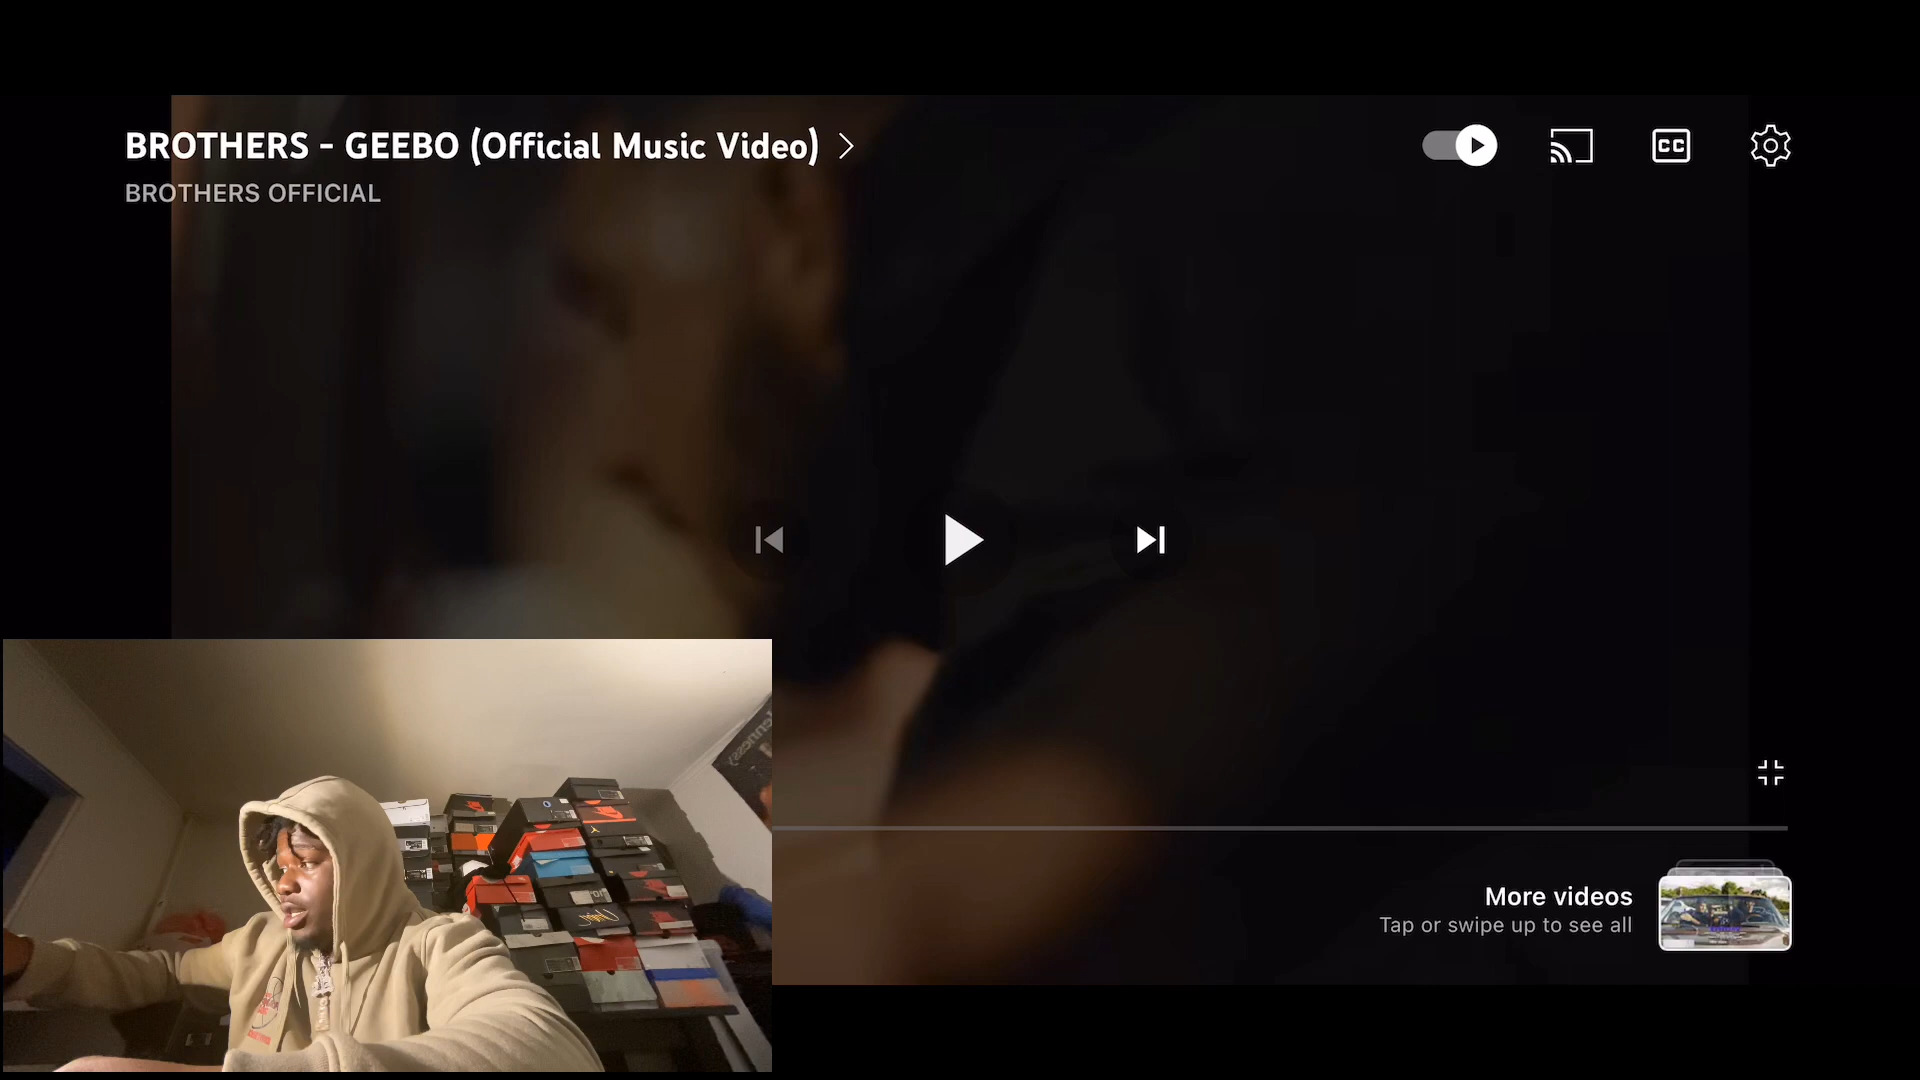 BROTHERS - GEEBO (Official Music Video)
BROTHERS OFFICIAL
CC
More videos
Tap or swipe up to see all